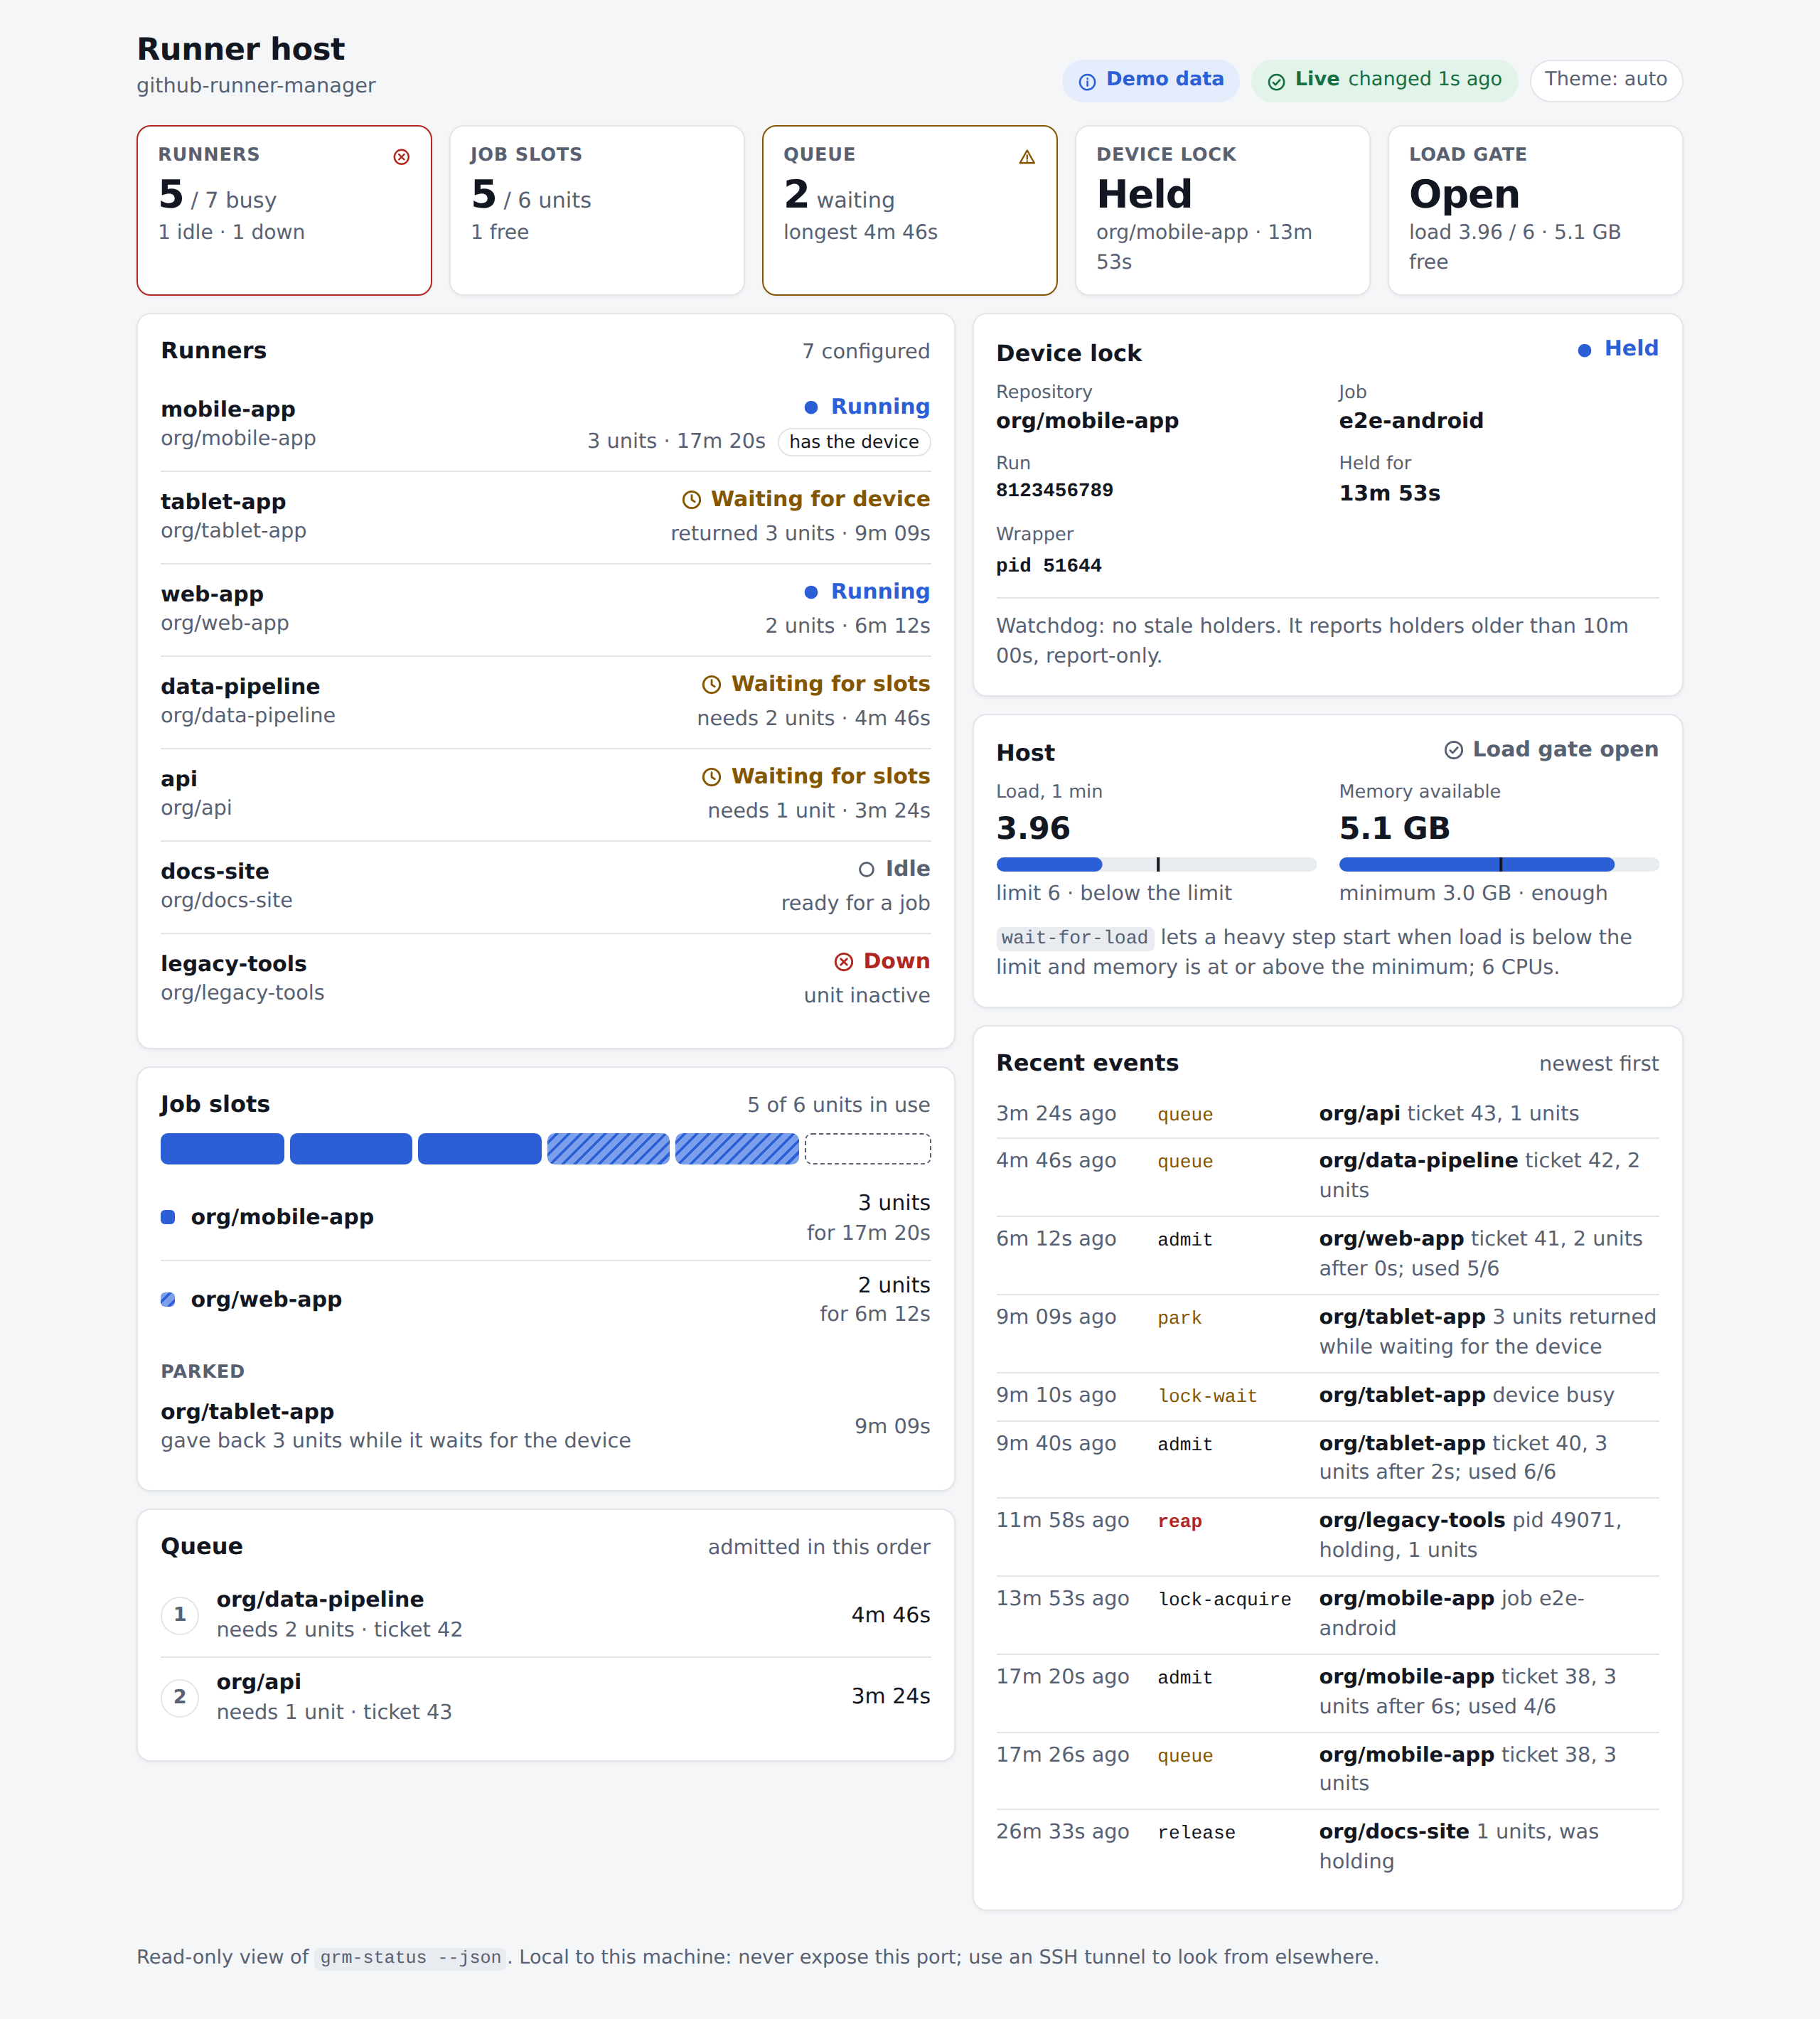 Runner host
github-runner-manager
Demo data
Live changed 1s ago
Theme: auto
RUNNERS
5 / 7 busy
1 idle · 1 down
JOB SLOTS
5 / 6 units
1 free
QUEUE
2 waiting
longest 4m 46s
DEVICE LOCK
Held
org/mobile-app · 13m
53s
LOAD GATE
Open
load 3.96 / 6 · 5.1 GB
free
Runners
7 configured
mobile-app
Running
org/mobile-app
3 units · 17m 20s has the device
tablet-app
Waiting for device
org/tablet-app
returned 3 units · 9m 09s
web-app
Running
org/web-app
2 units · 6m 12s
data-pipeline
Waiting for slots
org/data-pipeline
needs 2 units · 4m 46s
api
Waiting for slots
org/api
needs 1 unit · 3m 24s
docs-site
Idle
org/docs-site
ready for a job
legacy-tools
Down
org/legacy-tools
unit inactive
Job slots
5 of 6 units in use
org/mobile-app
3 units
for 17m 20s
org/web-app
2 units
for 6m 12s
PARKED
org/tablet-app
gave back 3 units while it waits for the device
9m 09s
Queue
admitted in this order
1
org/data-pipeline
needs 2 units · ticket 42
4m 46s
2
org/api
needs 1 unit · ticket 43
3m 24s
Device lock
Held
Repository
org/mobile-app
Job
e2e-android
Run
8123456789
Held for
13m 53s
Wrapper
pid 51644
Watchdog: no stale holders. It reports holders older than 10m
00s, report-only.
Host
Load gate open
Load, 1 min
3.96
limit 6 · below the limit
Memory available
5.1 GB
minimum 3.0 GB · enough
wait-for-load lets a heavy step start when load is below the
limit and memory is at or above the minimum; 6 CPUs.
Recent events
newest first
3m 24s ago queue org/api ticket 43, 1 units
4m 46s ago queue org/data-pipeline ticket 42, 2
units
6m 12s ago admit org/web-app ticket 41, 2 units
after 0s; used 5/6
9m 09s ago park org/tablet-app 3 units returned
while waiting for the device
9m 10s ago lock-wait org/tablet-app device busy
9m 40s ago admit org/tablet-app ticket 40, 3
units after 2s; used 6/6
11m 58s ago reap org/legacy-tools pid 49071,
holding, 1 units
13m 53s ago lock-acquire org/mobile-app job e2e-
android
17m 20s ago admit org/mobile-app ticket 38, 3
units after 6s; used 4/6
17m 26s ago queue org/mobile-app ticket 38, 3
units
26m 33s ago release org/docs-site 1 units, was
holding
Read-only view of grm-status --json. Local to this machine: never expose this port; use an SSH tunnel to look from elsewhere.